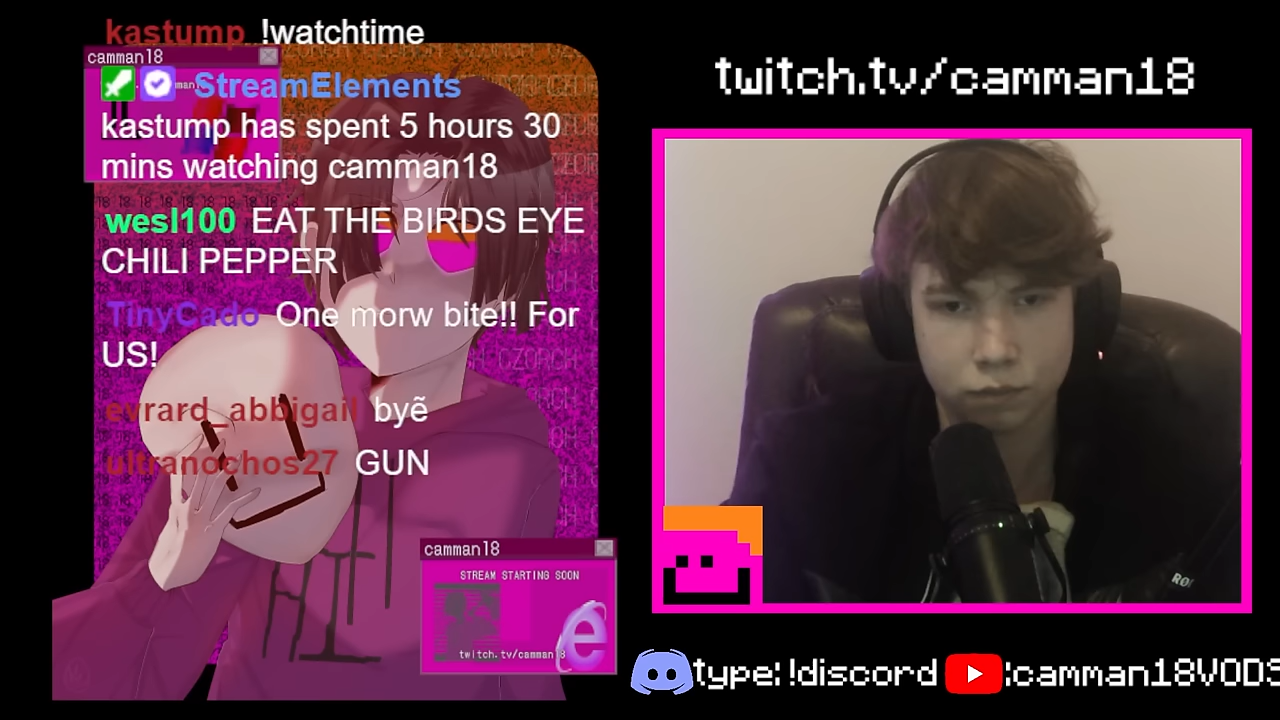 kastump !watchtime
camman18
StreamElements
kastump has spent 5 hours 30
mins watching camman18
wesl100 EAT THE BIRDS EYE
CHILI PEPPER
TinyCado One morw bite!! For
US!
evrard_abbigail byẽ
ultranochos27 GUN
camman18
STREAM STARTING SOON
twitch.tv/camman18
twitch.tv/camman18
type: !discord
:camman18VODS